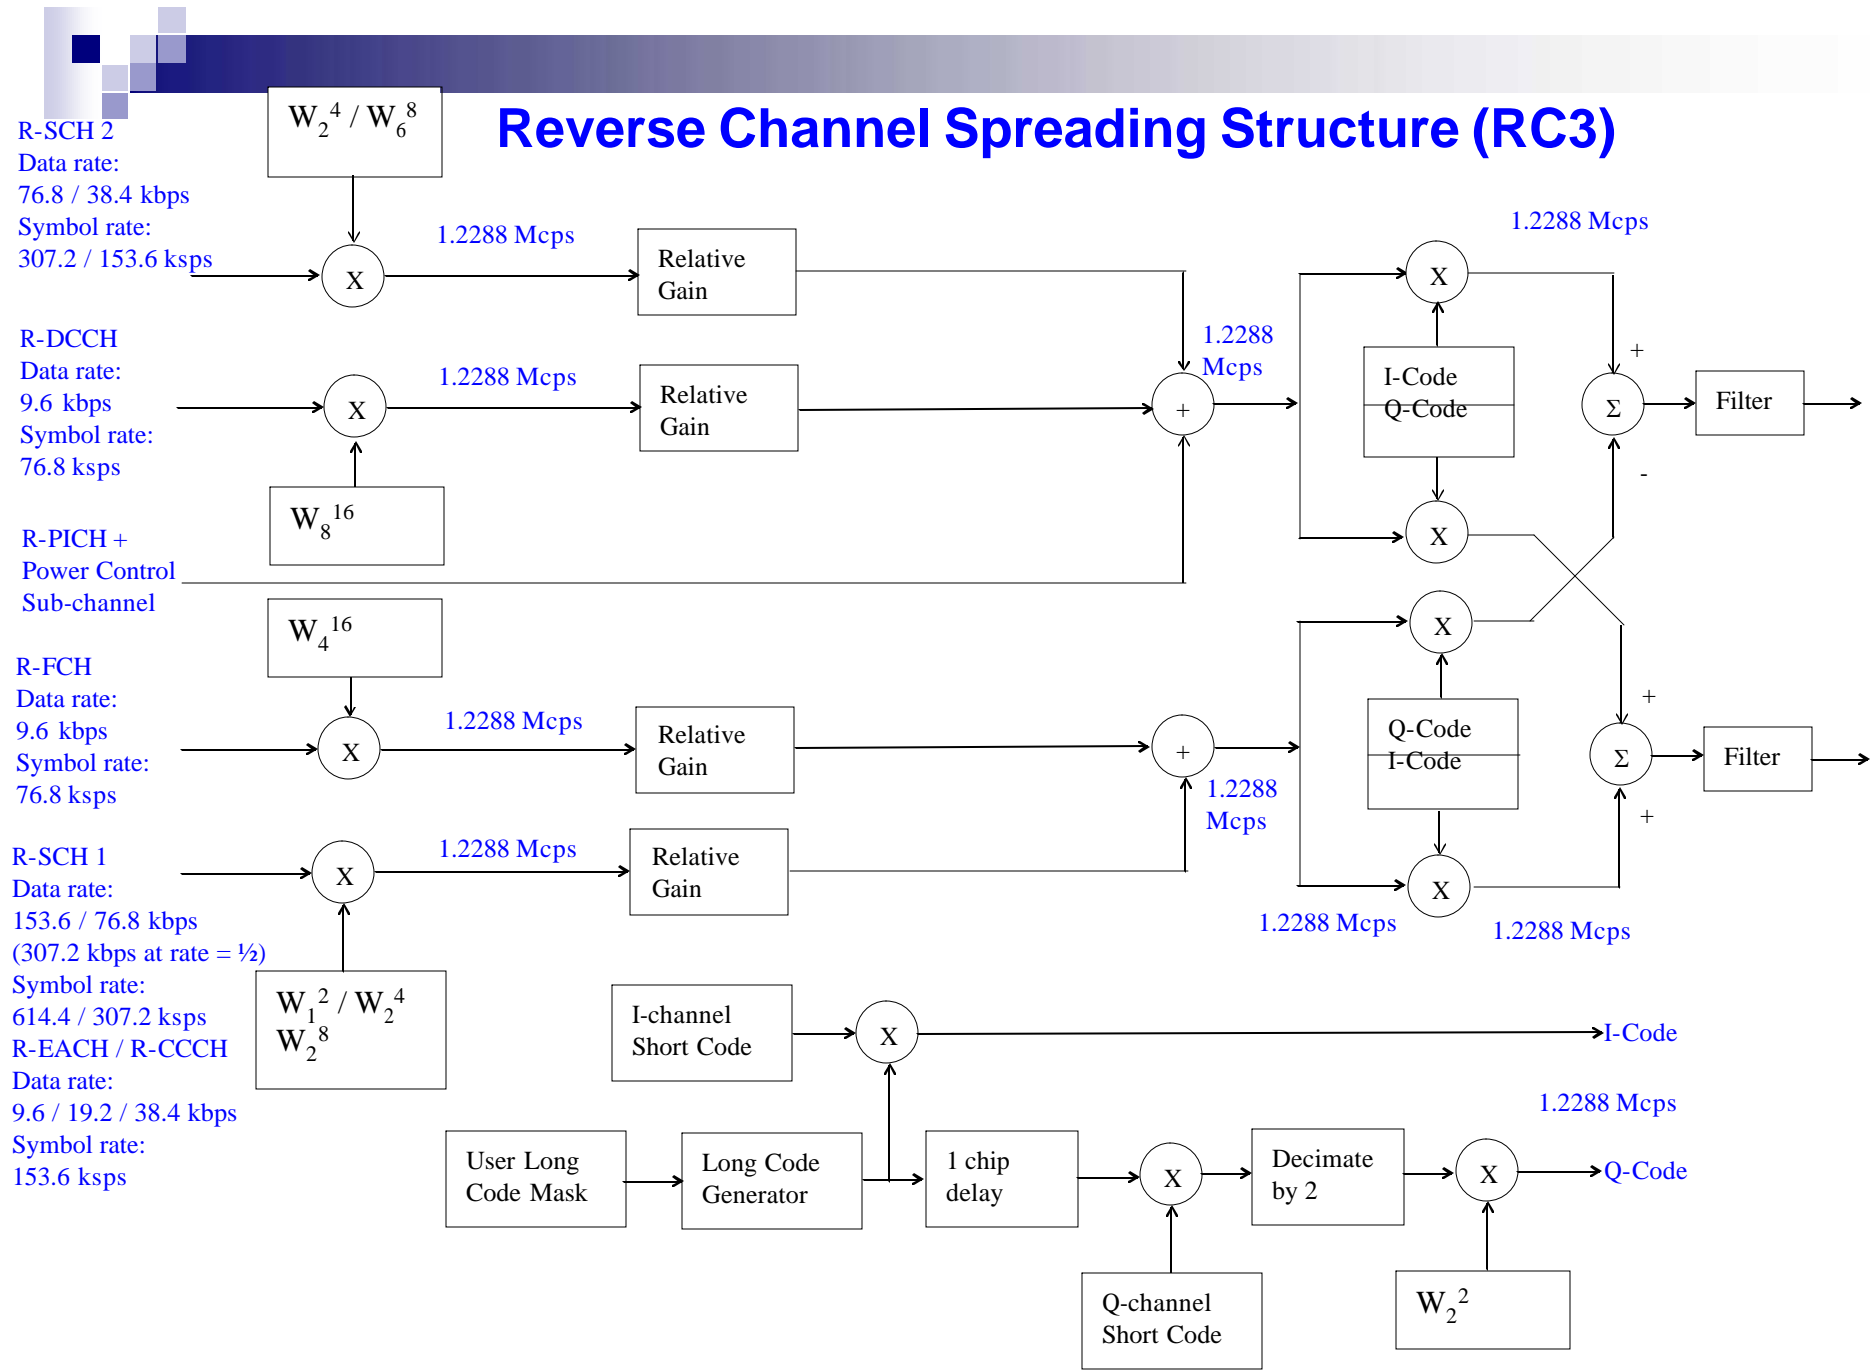 Reverse Channel Spreading Structure (RC3)
R-SCH 2
Data rate:
76.8 / 38.4 kbps
Symbol rate:
307.2 / 153.6 ksps
W₂⁴ / W₆⁸
X
1.2288 Mcps
Relative
Gain
R-DCCH
Data rate:
9.6 kbps
Symbol rate:
76.8 ksps
X
1.2288 Mcps
Relative
Gain
W₈¹⁶
R-PICH +
Power Control
Sub-channel
+
1.2288
Mcps
X
I-Code
Q-Code
X
1.2288 Mcps
+
Σ
-
Filter
R-FCH
Data rate:
9.6 kbps
Symbol rate:
76.8 ksps
W₄¹⁶
X
1.2288 Mcps
Relative
Gain
+
1.2288
Mcps
X
Q-Code
I-Code
X
+
Σ
+
Filter
1.2288 Mcps
1.2288 Mcps
R-SCH 1
Data rate:
153.6 / 76.8 kbps
(307.2 kbps at rate = ½)
Symbol rate:
614.4 / 307.2 ksps
R-EACH / R-CCCH
Data rate:
9.6 / 19.2 / 38.4 kbps
Symbol rate:
153.6 ksps
X
1.2288 Mcps
Relative
Gain
W₁² / W₂⁴
W₂⁸
I-channel
Short Code
X
I-Code
1.2288 Mcps
User Long
Code Mask
Long Code
Generator
1 chip
delay
X
Decimate
by 2
X
Q-Code
Q-channel
Short Code
W₂²